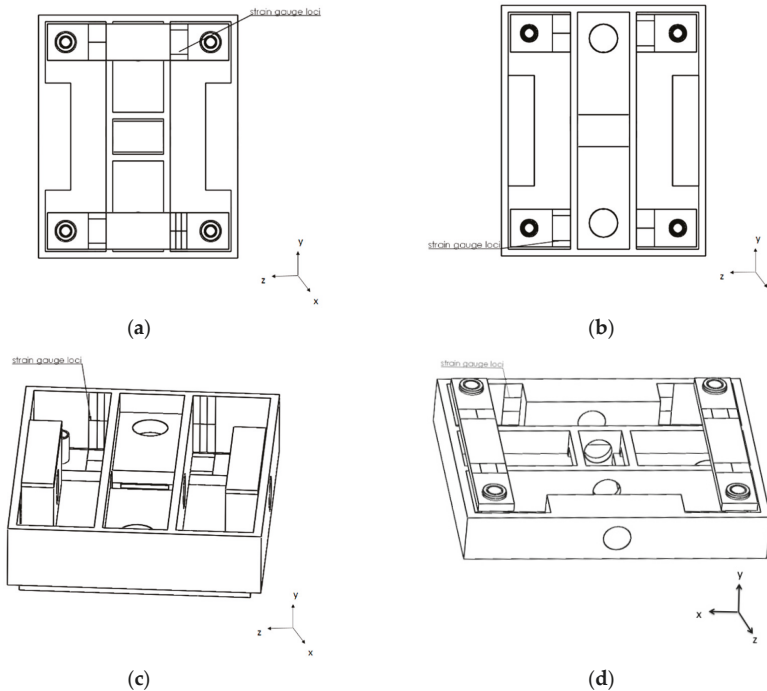 strain gauge loci
y
z
x
(a)
strain gauge loci
y
z
(b)
strain gauge loci
y
z
x
(c)
strain gauge loci
y
x
z
(d)